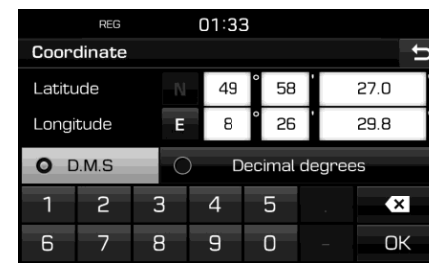 REG 01:33
Coordinate
Latitude N 49 ° 58 ' 27.0
Longitude E 8 ° 26 ' 29.8
D.M.S Decimal degrees
1 2 3 4 5 .
6 7 8 9 0 - OK